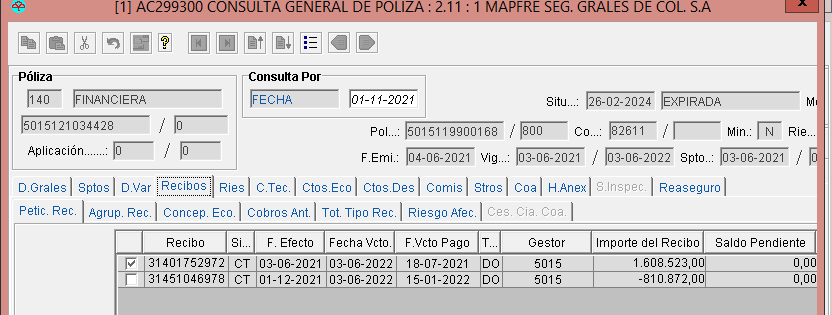 [1] AC299300 CONSULTA GENERAL DE POLIZA : 2.11 : 1 MAPFRE SEG. GRALES DE COL. S.A x
Póliza Consulta Por
140 FINANCIERA FECHA 01-11-2021 Situ...: 26-02-2024 EXPIRADA
5015121034428 / 0 Pol...: 5015119900168 / 800 Co...: 82611 / Min.: N Rie...
Aplicación.......: 0 / 0 F.Emi.: 04-06-2021 Vig...: 03-06-2021 / 03-06-2022 Spto.: 03-06-2021 /
D.Grales Sptos D.Var Recibos Ries C.Tec. Ctos.Eco Ctos.Des Comis Stros Coa H.Anex S.Inspec. Reaseguro
Petic. Rec. Agrup. Rec. Concep. Eco. Cobros Ant. Tot. Tipo Rec. Riesgo Afec. Ces. Cia. Coa.
Recibo Si... F. Efecto Fecha Vcto. F.Vcto Pago T... Gestor Importe del Recibo Saldo Pendiente
31401752972 CT 03-06-2021 03-06-2022 18-07-2021 DO 5015 1.608.523,00 0,00
31451046978 CT 01-12-2021 03-06-2022 15-01-2022 DO 5015 -810.872,00 0,00